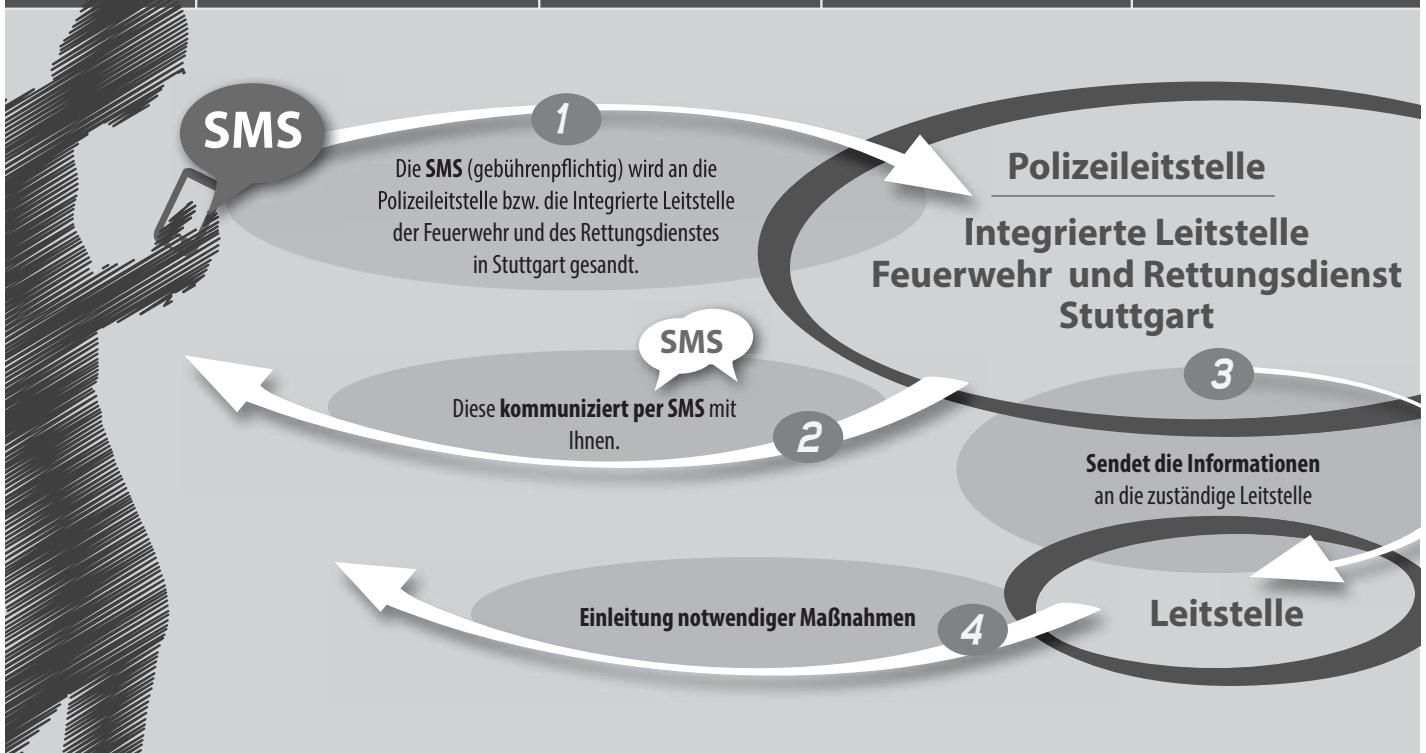 SMS
1
Die SMS (gebührenpflichtig) wird an die
Polizeileitstelle bzw. die Integrierte Leitstelle
der Feuerwehr und des Rettungsdienstes
in Stuttgart gesandt.
Polizeileitstelle
Integrierte Leitstelle
Feuerwehr und Rettungsdienst
Stuttgart
SMS
Diese kommuniziert per SMS mit
Ihnen.
2
3
Sendet die Informationen
an die zuständige Leitstelle
Leitstelle
Einleitung notwendiger Maßnahmen
4